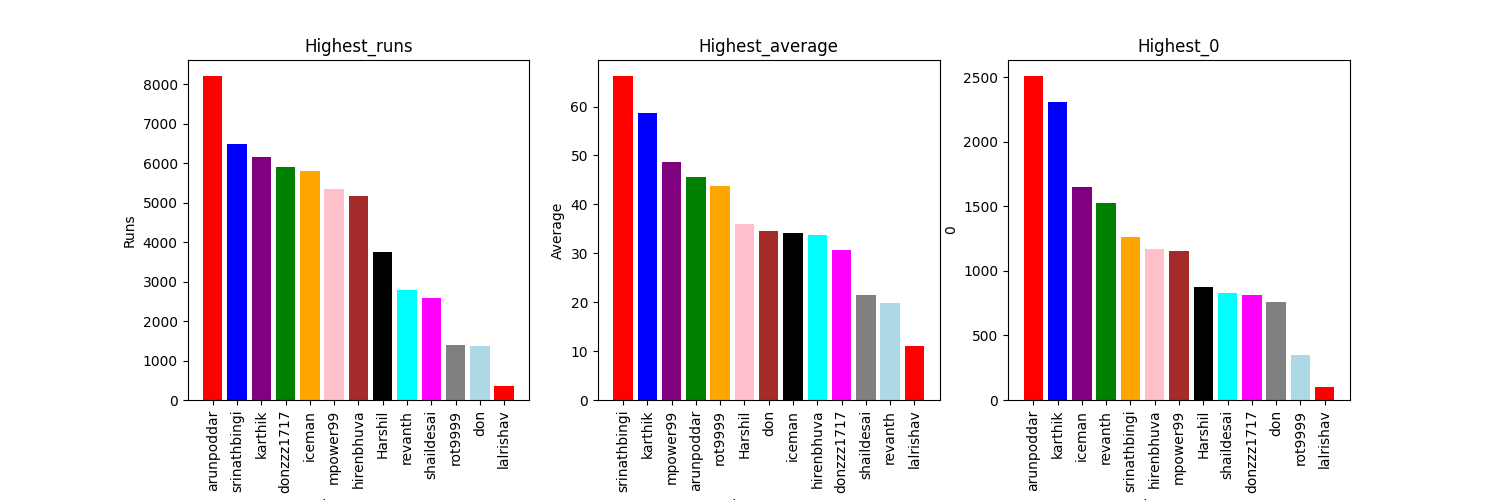 Highest_runs
Runs
8000
7000
6000
5000
4000
3000
2000
1000
0
arunpoddar
srinathbingi
karthik
donzzz1717
iceman
mpower99
hirenbhuva
Harshil
revanth
shaildesai
rot9999
don
lalrishav
Highest_average
Average
60
50
40
30
20
10
0
srinathbingi
karthik
mpower99
arunpoddar
rot9999
Harshil
don
iceman
hirenbhuva
donzzz1717
shaildesai
revanth
lalrishav
Highest_0
0
2500
2000
1500
1000
500
0
arunpoddar
karthik
iceman
revanth
srinathbingi
hirenbhuva
mpower99
Harshil
shaildesai
donzzz1717
don
rot9999
lalrishav